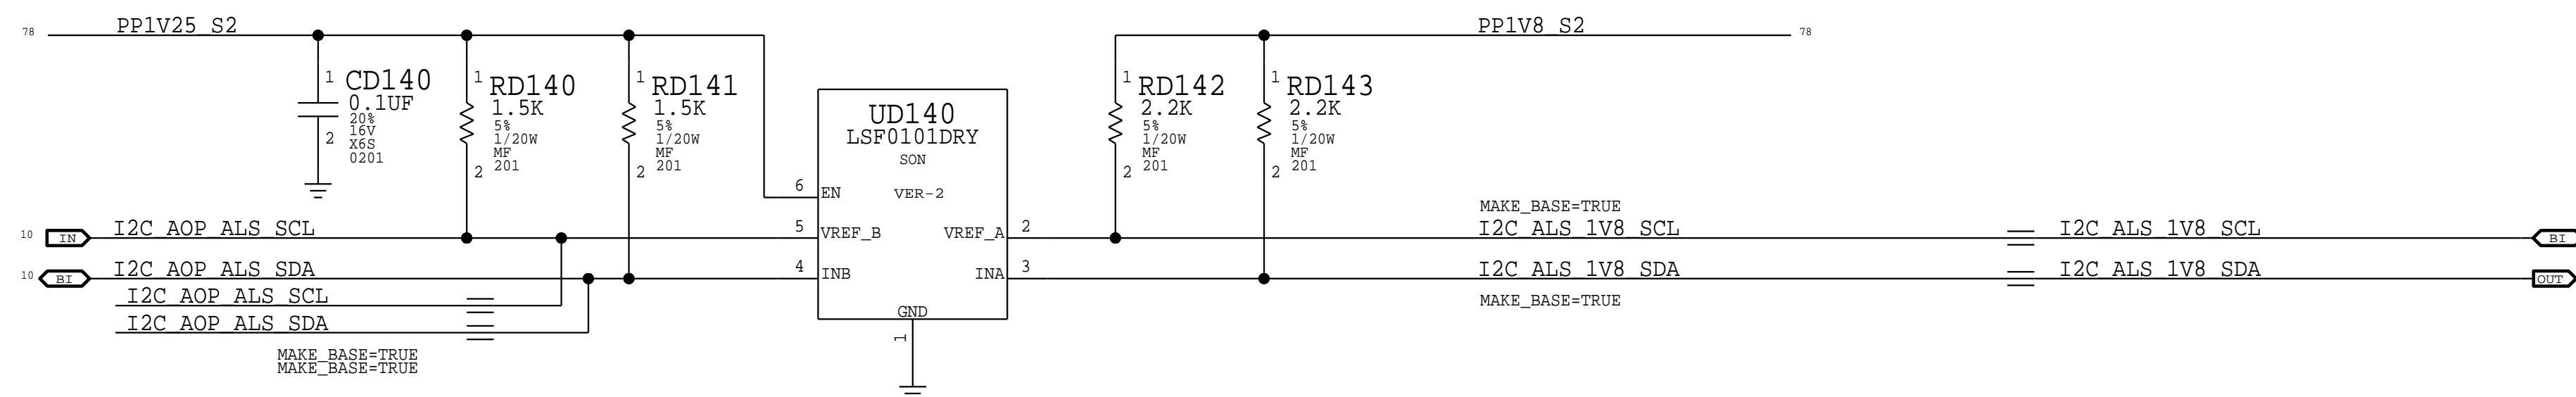 78 PP1V25_S2
PP1V8_S2 78
1 CD140
0.1UF
20%
16V
X6S
0201
2
1 RD140
1.5K
5%
1/20W
MF
201
2
1 RD141
1.5K
5%
1/20W
MF
201
2
UD140
LSF0101DRY
SON
VER-2
6 EN
5 VREF_B
4 INB
VREF_A 2
INA 3
GND
1
1 RD142
2.2K
5%
1/20W
MF
201
2
1 RD143
2.2K
5%
1/20W
MF
201
2
10 IN I2C_AOP_ALS_SCL
10 BI I2C_AOP_ALS_SDA
I2C_AOP_ALS_SCL
I2C_AOP_ALS_SDA
MAKE_BASE=TRUE
MAKE_BASE=TRUE
MAKE_BASE=TRUE
I2C_ALS_1V8_SCL
I2C_ALS_1V8_SDA
MAKE_BASE=TRUE
I2C_ALS_1V8_SCL BI
I2C_ALS_1V8_SDA OUT